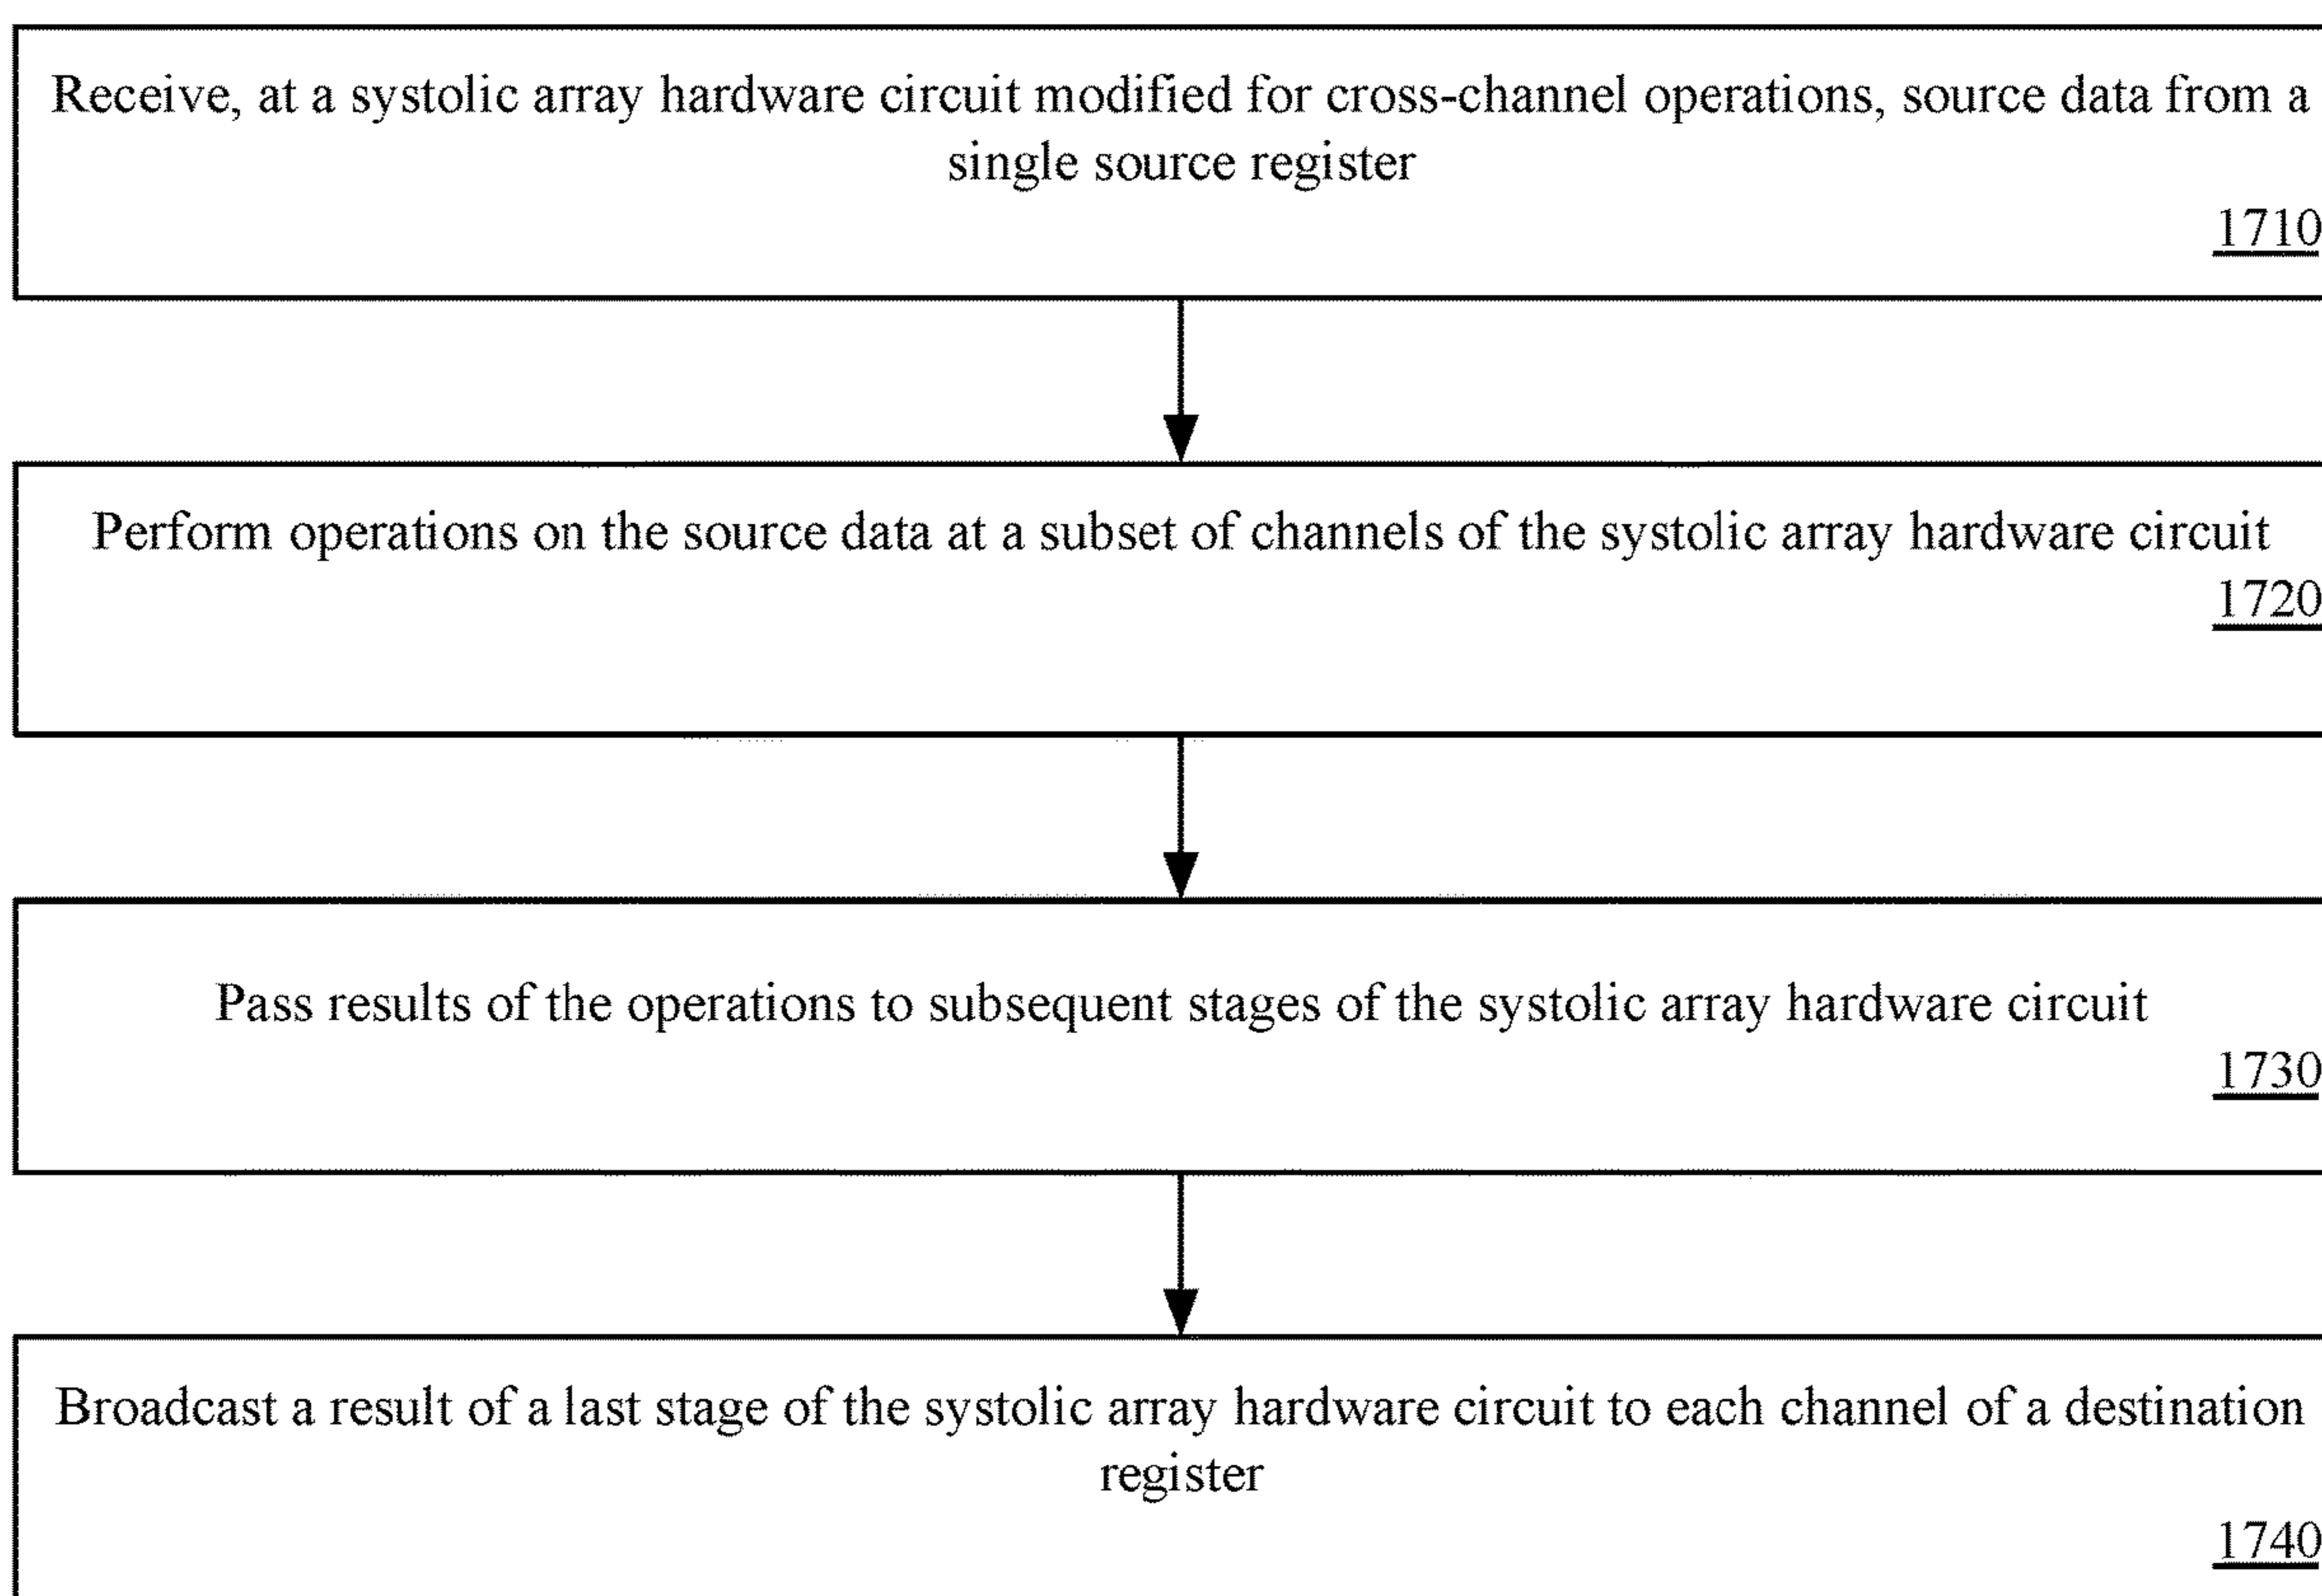 Receive, at a systolic array hardware circuit modified for cross-channel operations, source data from a
single source register
1710
Perform operations on the source data at a subset of channels of the systolic array hardware circuit
1720
Pass results of the operations to subsequent stages of the systolic array hardware circuit
1730
Broadcast a result of a last stage of the systolic array hardware circuit to each channel of a destination
register
1740